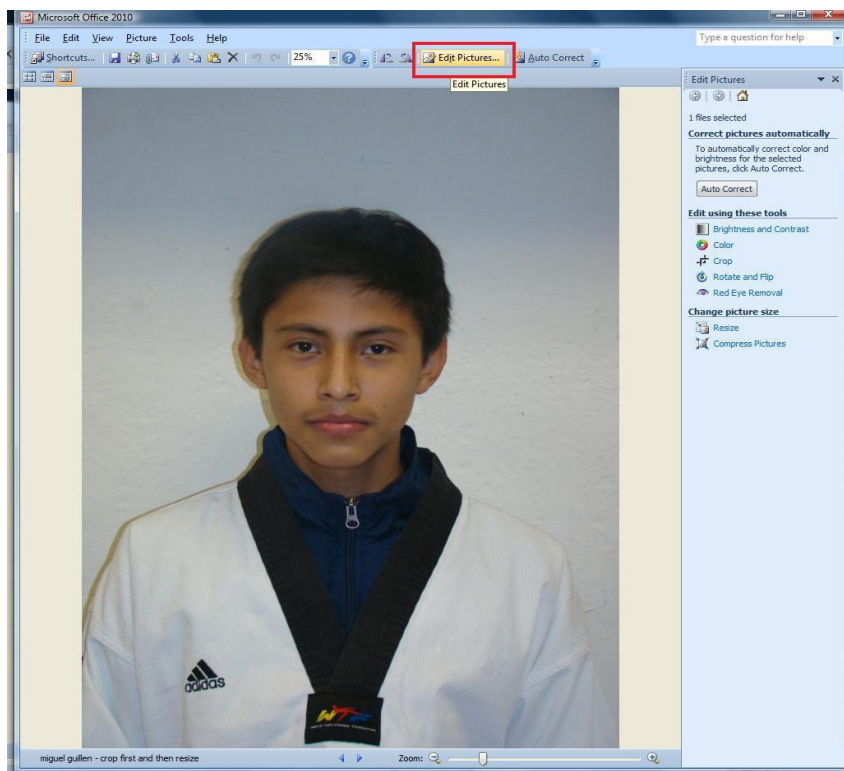 Microsoft Office 2010
File Edit View Picture Tools Help
Type a question for help
Shortcuts... 25% Edit Pictures... Auto Correct
Edit Pictures
Edit Pictures
1 files selected
Correct pictures automatically
To automatically correct color and
brightness for the selected
pictures, click Auto Correct.
Auto Correct
Edit using these tools
Brightness and Contrast
Color
Crop
Rotate and Flip
Red Eye Removal
Change picture size
Resize
Compress Pictures
adidas
WTF
miguel guillen - crop first and then resize
Zoom: